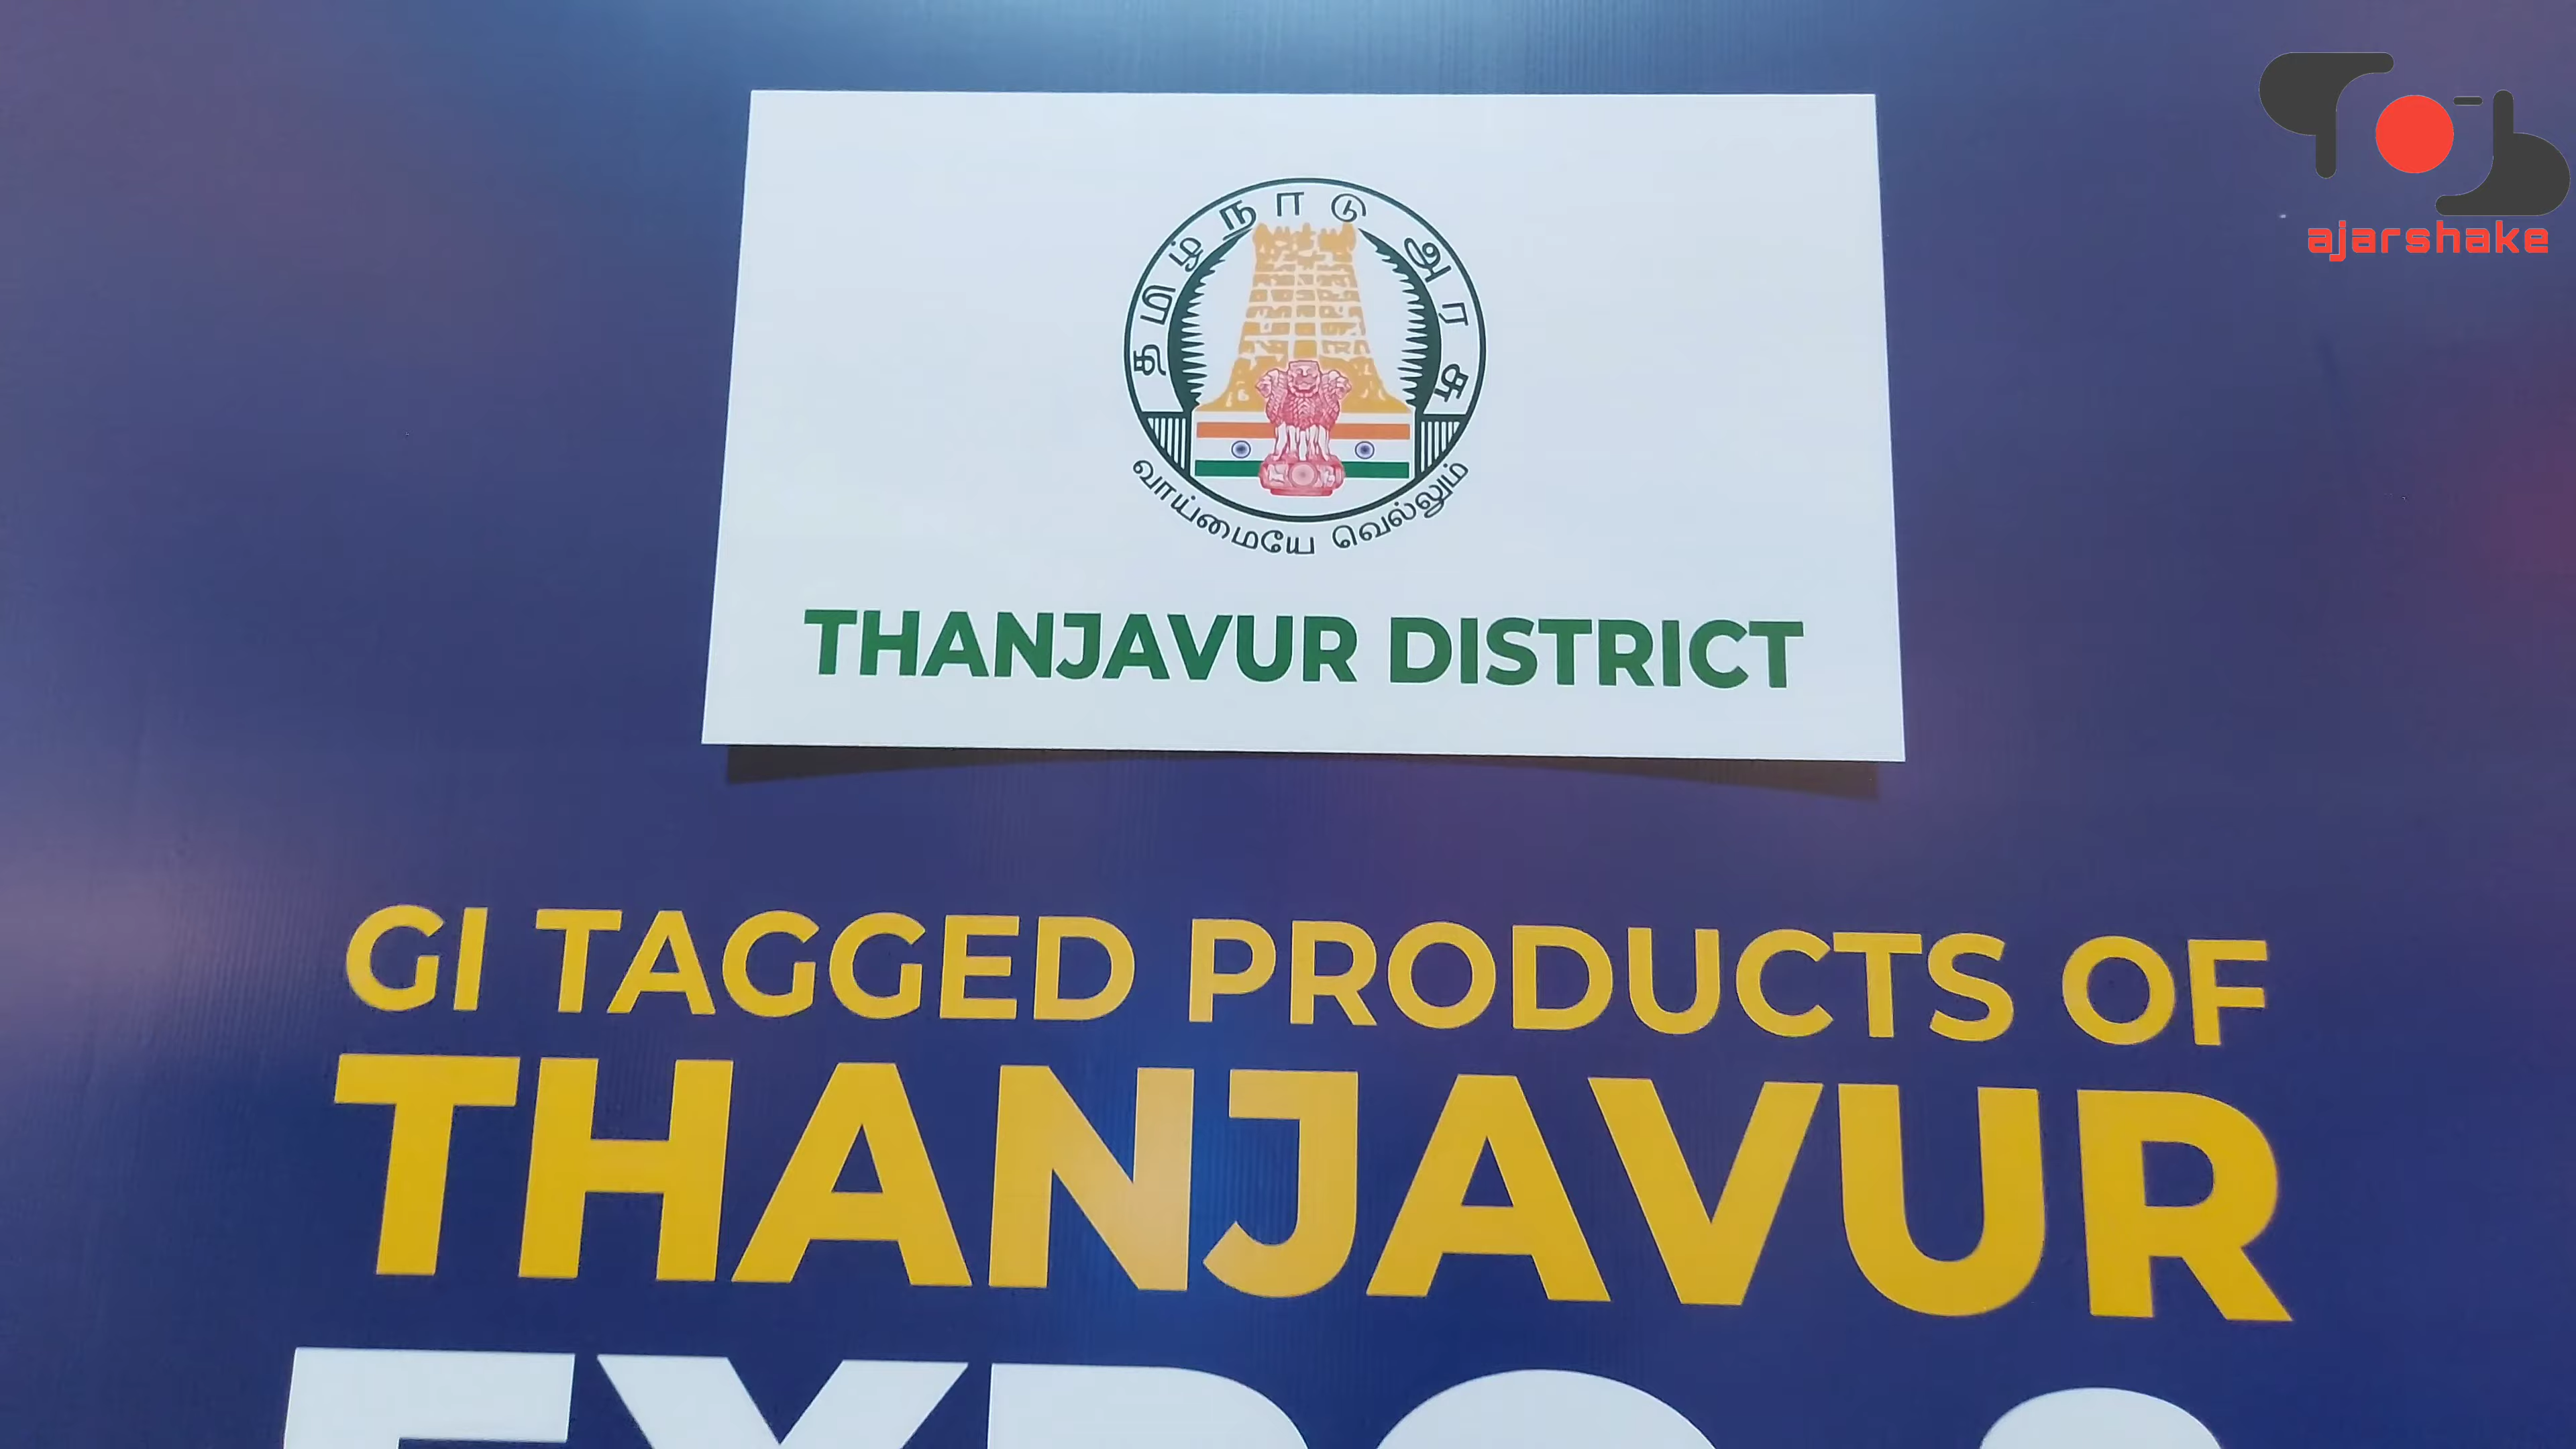 தமிழ்நாடு அரசு
வாய்மையே வெல்லும்
THANJAVUR DISTRICT
GI TAGGED PRODUCTS OF
THANJAVUR
ajarshake